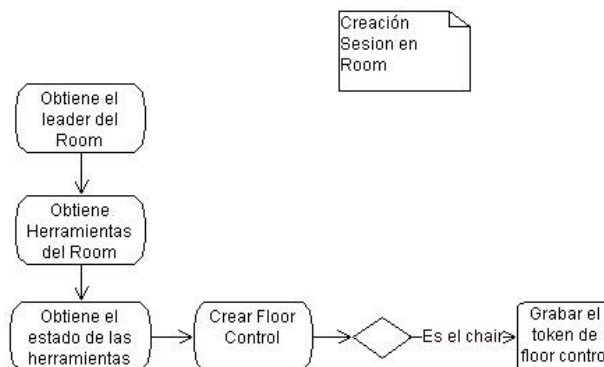 Creación
Sesion en
Room
Obtiene el
leader del
Room
Obtiene
Herramientas
del Room
Obtiene el
estado de las
herramientas
Crear Floor
Control
Es el chair
Grabar el
token de
floor control